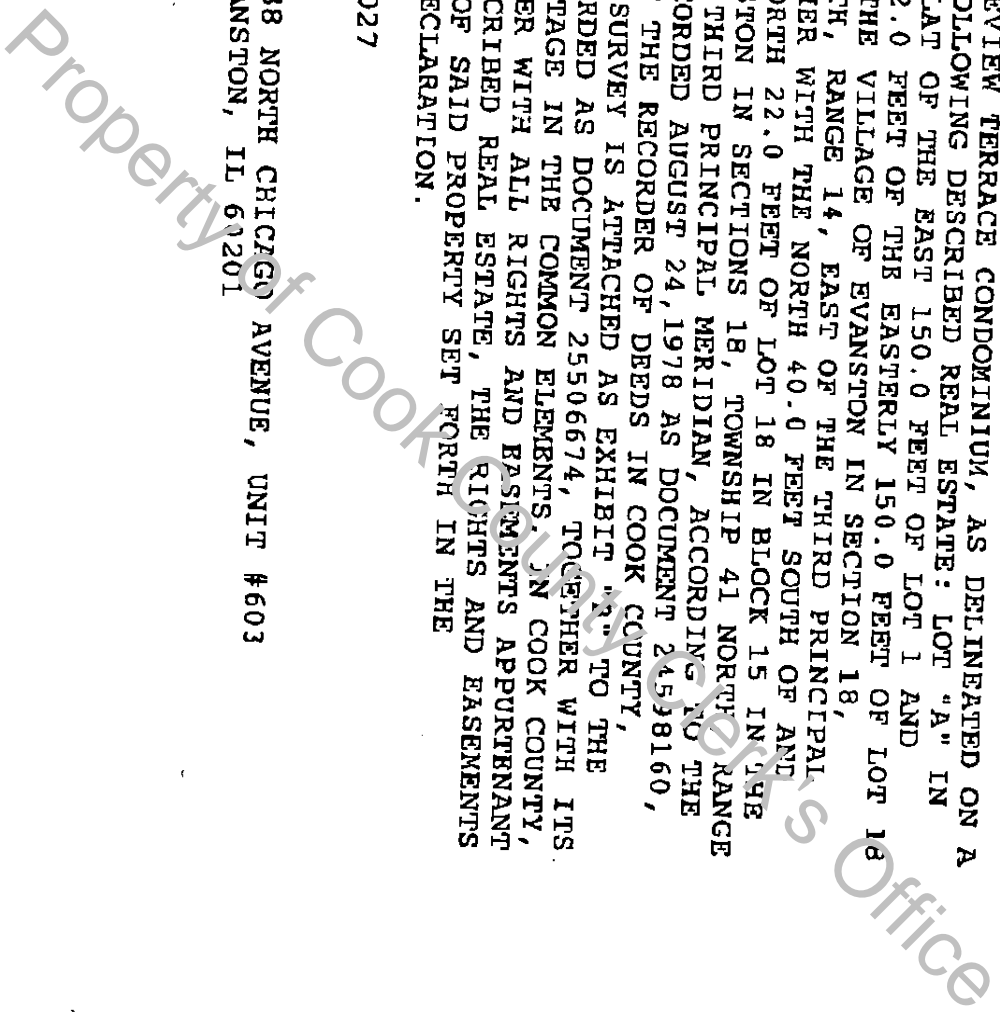 EVIEW TERRACE CONDOMINIUM, AS DELINEATED ON A
OLLOWING DESCRIBED REAL ESTATE: LOT "A" IN
LAT OF THE EAST 150.0 FEET OF LOT 1 AND
2.0 FEET OF THE EASTERLY 150.0 FEET OF LOT 18
THE VILLAGE OF EVANSTON IN SECTION 18,
TH, RANGE 14, EAST OF THE THIRD PRINCIPAL
HER WITH THE NORTH 40.0 FEET SOUTH OF AND
ORTH 22.0 FEET OF LOT 18 IN BLOCK 15 IN THE
STON IN SECTIONS 18, TOWNSHIP 41 NORTH RANGE
THIRD PRINCIPAL MERIDIAN, ACCORDING TO THE
CORDED AUGUST 24,1978 AS DOCUMENT 24598160,
THE RECORDER OF DEEDS IN COOK COUNTY,
SURVEY IS ATTACHED AS EXHIBIT "B" TO THE
RDED AS DOCUMENT 25506674, TOGETHER WITH ITS
TAGE IN THE COMMON ELEMENTS. IN COOK COUNTY,
ER WITH ALL RIGHTS AND EASEMENTS APPURTENANT
CRIBED REAL ESTATE, THE RIGHTS AND EASEMENTS
OF SAID PROPERTY SET FORTH IN THE
ECLARATION.
027
38 NORTH CHICAGO AVENUE, UNIT #603
ANSTON, IL 60201
Property of Cook County Clerk's Office